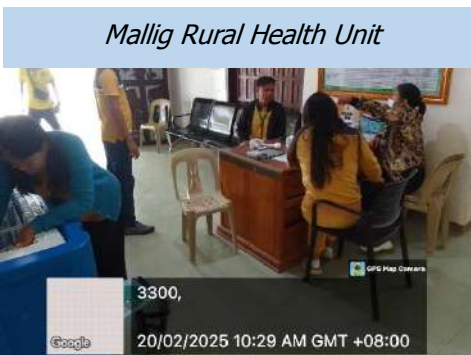 Mallig Rural Health Unit
GPS Map Camera
3300,
Google
20/02/2025 10:29 AM GMT +08:00